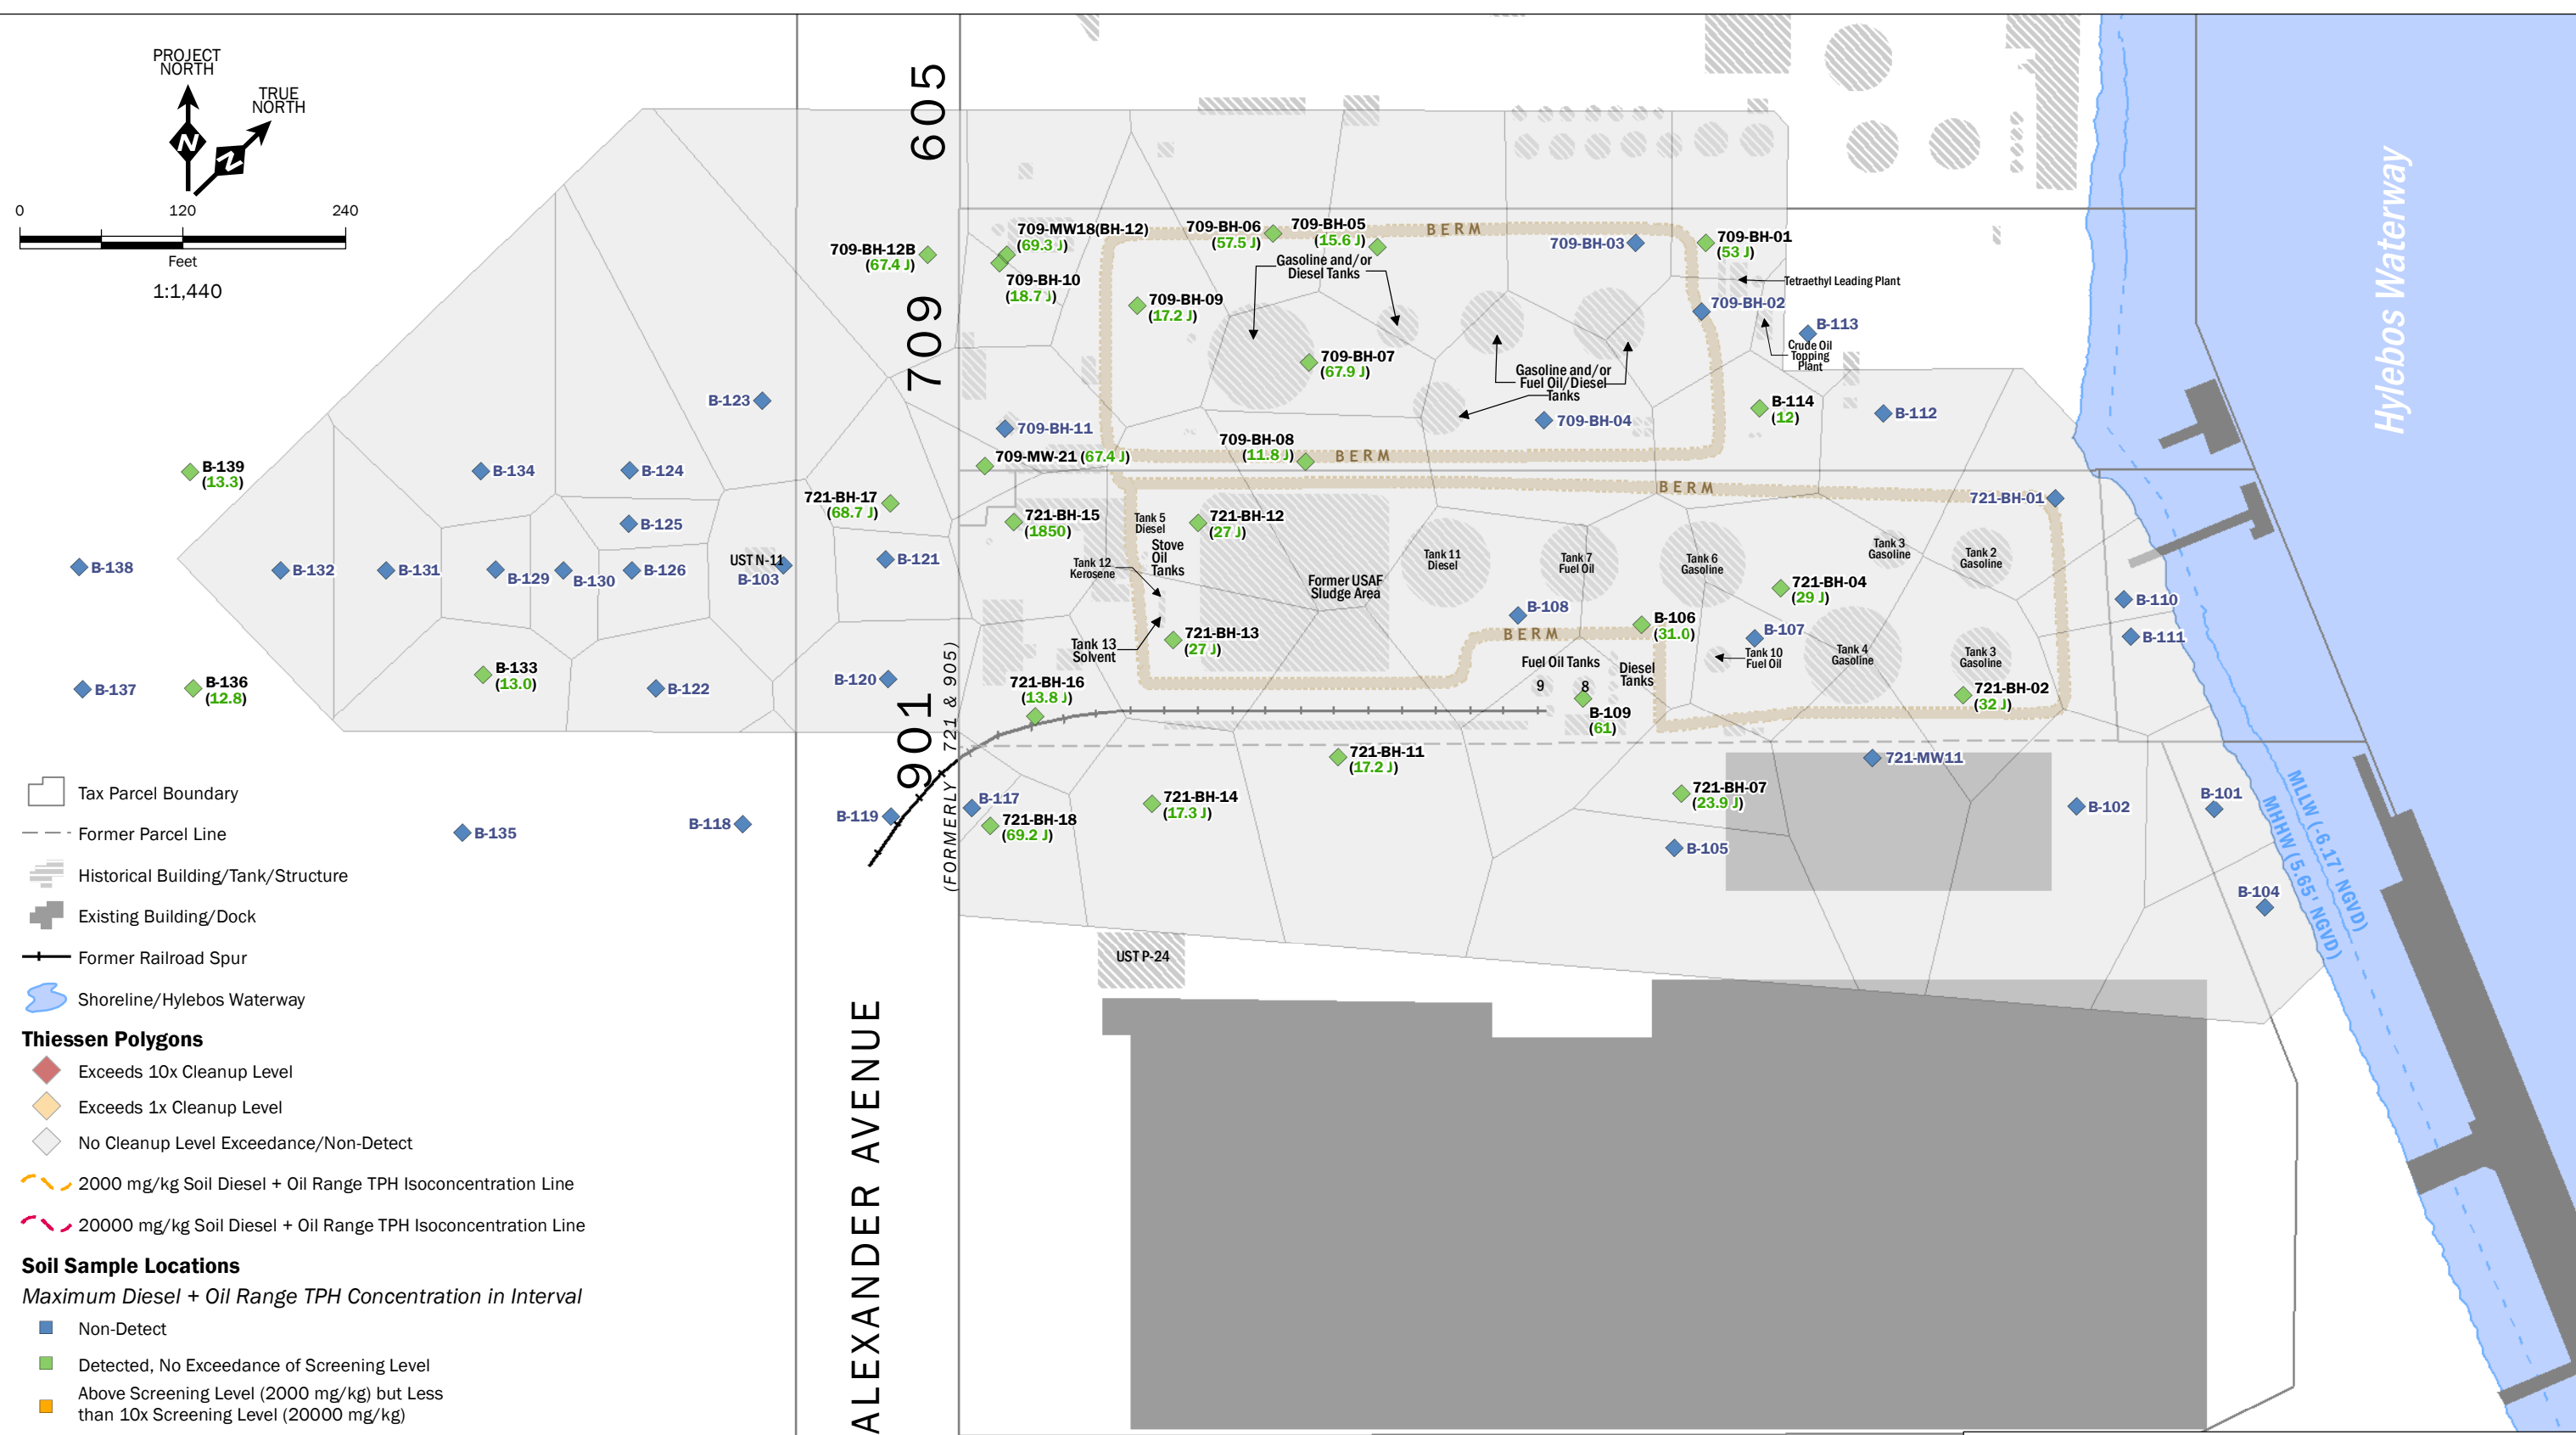 PROJECT
NORTH
TRUE
NORTH
N
N
0 120 240
Feet
1:1,440
605
709
901
(FORMERLY 721 & 905)
ALEXANDER AVENUE
Hylebos Waterway
MLLW (-6.17' NGVD)
MHHW (5.65' NGVD)
709-BH-12B
(67.4 J)
709-MW18(BH-12)
(69.3 J)
709-BH-10
(18.7 J)
709-BH-06
(57.5 J)
709-BH-05
(15.6 J)
BERM
709-BH-03
709-BH-01
(53 J)
Gasoline and/or
Diesel Tanks
Tetraethyl Leading Plant
709-BH-09
(17.2 J)
709-BH-02
B-113
Crude Oil
Topping
Plant
709-BH-07
(67.9 J)
Gasoline and/or
Fuel Oil/Diesel
Tanks
B-123
709-BH-11
709-BH-04
B-114
(12)
B-112
709-MW-21 (67.4 J)
709-BH-08
(11.8 J)
BERM
B-139
(13.3)
B-134
B-124
BERM
721-BH-01
721-BH-17
(68.7 J)
721-BH-15
(1850)
Tank 5
Diesel
721-BH-12
(27 J)
B-125
Stove
Oil
Tanks
Tank 11
Diesel
Tank 7
Fuel Oil
Tank 6
Gasoline
Tank 3
Gasoline
Tank 2
Gasoline
B-138
B-132
B-131
B-129
B-130
B-126
UST N-11
B-103
B-121
Tank 12
Kerosene
Former USAF
Sludge Area
721-BH-04
(29 J)
B-110
B-108
B-106
(31.0)
B-107
B-111
BERM
721-BH-13
(27 J)
Tank 13
Solvent
Tank 10
Fuel Oil
Tank 4
Gasoline
Tank 3
Gasoline
Fuel Oil Tanks
Diesel
Tanks
9
8
B-137
B-136
(12.8)
B-133
(13.0)
B-122
B-120
721-BH-16
(13.8 J)
721-BH-02
(32 J)
B-109
(61)
721-BH-11
(17.2 J)
721-MW11
721-BH-07
(23.9 J)
721-BH-14
(17.3 J)
B-117
721-BH-18
(69.2 J)
B-119
B-118
B-135
B-105
B-102
B-101
B-104
UST P-24
Tax Parcel Boundary
Former Parcel Line
Historical Building/Tank/Structure
Existing Building/Dock
Former Railroad Spur
Shoreline/Hylebos Waterway
Thiessen Polygons
Exceeds 10x Cleanup Level
Exceeds 1x Cleanup Level
No Cleanup Level Exceedance/Non-Detect
2000 mg/kg Soil Diesel + Oil Range TPH Isoconcentration Line
20000 mg/kg Soil Diesel + Oil Range TPH Isoconcentration Line
Soil Sample Locations
Maximum Diesel + Oil Range TPH Concentration in Interval
Non-Detect
Detected, No Exceedance of Screening Level
Above Screening Level (2000 mg/kg) but Less
than 10x Screening Level (20000 mg/kg)